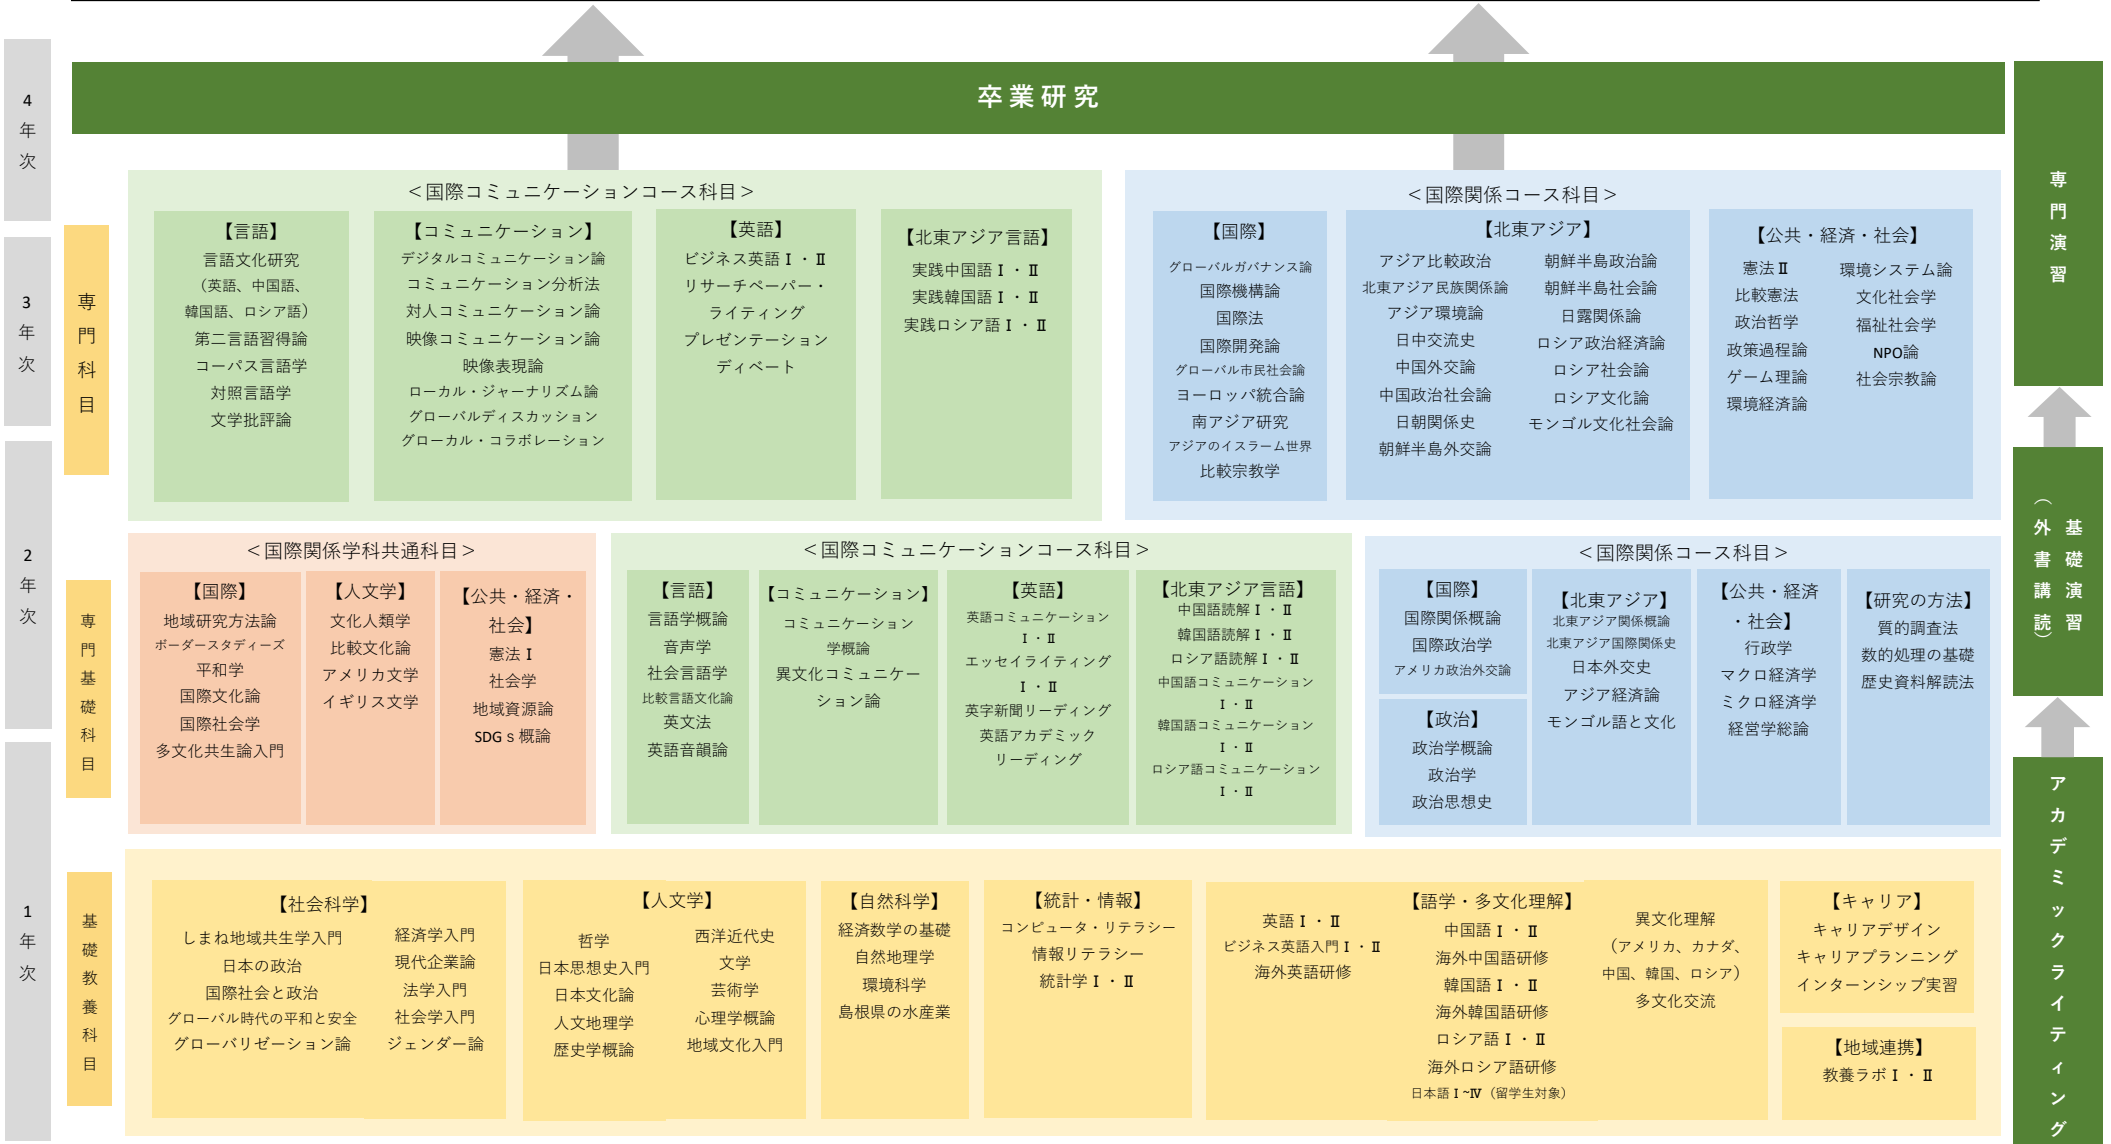 4年次
3年次
2年次
1年次
専門科目
専門基礎科目
基礎教養科目
卒業研究
専門演習
基礎演習
（外書講読）
アカデミックライティング
＜国際コミュニケーションコース科目＞
【言語】
言語文化研究
（英語、中国語、
韓国語、ロシア語）
第二言語習得論
コーパス言語学
対照言語学
文学批評論
【コミュニケーション】
デジタルコミュニケーション論
コミュニケーション分析法
対人コミュニケーション論
映像コミュニケーション論
映像表現論
ローカル・ジャーナリズム論
グローバルディスカッション
グローカル・コラボレーション
【英語】
ビジネス英語Ⅰ・Ⅱ
リサーチペーパー・
ライティング
プレゼンテーション
ディベート
【北東アジア言語】
実践中国語Ⅰ・Ⅱ
実践韓国語Ⅰ・Ⅱ
実践ロシア語Ⅰ・Ⅱ
＜国際関係コース科目＞
【国際】
グローバルガバナンス論
国際機構論
国際法
国際開発論
グローバル市民社会論
ヨーロッパ統合論
南アジア研究
アジアのイスラーム世界
比較宗教学
【北東アジア】
アジア比較政治
北東アジア民族関係論
アジア環境論
日中交流史
中国外交論
中国政治社会論
日朝関係史
朝鮮半島外交論
朝鮮半島政治論
朝鮮半島社会論
日露関係論
ロシア政治経済論
ロシア社会論
ロシア文化論
モンゴル文化社会論
【公共・経済・社会】
憲法Ⅱ
比較憲法
政治哲学
政策過程論
ゲーム理論
環境経済論
環境システム論
文化社会学
福祉社会学
NPO論
社会宗教論
＜国際関係学科共通科目＞
【国際】
地域研究方法論
ボーダースタディーズ
平和学
国際文化論
国際社会学
多文化共生論入門
【人文学】
文化人類学
比較文化論
アメリカ文学
イギリス文学
【公共・経済・
社会】
憲法Ⅰ
社会学
地域資源論
SDGｓ概論
＜国際コミュニケーションコース科目＞
【言語】
言語学概論
音声学
社会言語学
比較言語文化論
英文法
英語音韻論
【コミュニケーション】
コミュニケーション
学概論
異文化コミュニケー
ション論
【英語】
英語コミュニケーション
Ⅰ・Ⅱ
エッセイライティング
Ⅰ・Ⅱ
英字新聞リーディング
英語アカデミック
リーディング
【北東アジア言語】
中国語読解Ⅰ・Ⅱ
韓国語読解Ⅰ・Ⅱ
ロシア語読解Ⅰ・Ⅱ
中国語コミュニケーション
Ⅰ・Ⅱ
韓国語コミュニケーション
Ⅰ・Ⅱ
ロシア語コミュニケーション
Ⅰ・Ⅱ
＜国際関係コース科目＞
【国際】
国際関係概論
国際政治学
アメリカ政治外交論
【政治】
政治学概論
政治学
政治思想史
【北東アジア】
北東アジア関係概論
北東アジア国際関係史
日本外交史
アジア経済論
モンゴル語と文化
【公共・経済
・社会】
行政学
マクロ経済学
ミクロ経済学
経営学総論
【研究の方法】
質的調査法
数的処理の基礎
歴史資料解読法
【社会科学】
しまね地域共生学入門
日本の政治
国際社会と政治
グローバル時代の平和と安全
グローバリゼーション論
経済学入門
現代企業論
法学入門
社会学入門
ジェンダー論
【人文学】
哲学
日本思想史入門
日本文化論
人文地理学
歴史学概論
西洋近代史
文学
芸術学
心理学概論
地域文化入門
【自然科学】
経済数学の基礎
自然地理学
環境科学
島根県の水産業
【統計・情報】
コンピュータ・リテラシー
情報リテラシー
統計学Ⅰ・Ⅱ
【語学・多文化理解】
英語Ⅰ・Ⅱ
ビジネス英語入門Ⅰ・Ⅱ
海外英語研修
中国語Ⅰ・Ⅱ
海外中国語研修
韓国語Ⅰ・Ⅱ
海外韓国語研修
ロシア語Ⅰ・Ⅱ
海外ロシア語研修
日本語Ⅰ~Ⅳ（留学生対象）
異文化理解
（アメリカ、カナダ、
中国、韓国、ロシア）
多文化交流
【キャリア】
キャリアデザイン
キャリアプランニング
インターンシップ実習
【地域連携】
教養ラボⅠ・Ⅱ